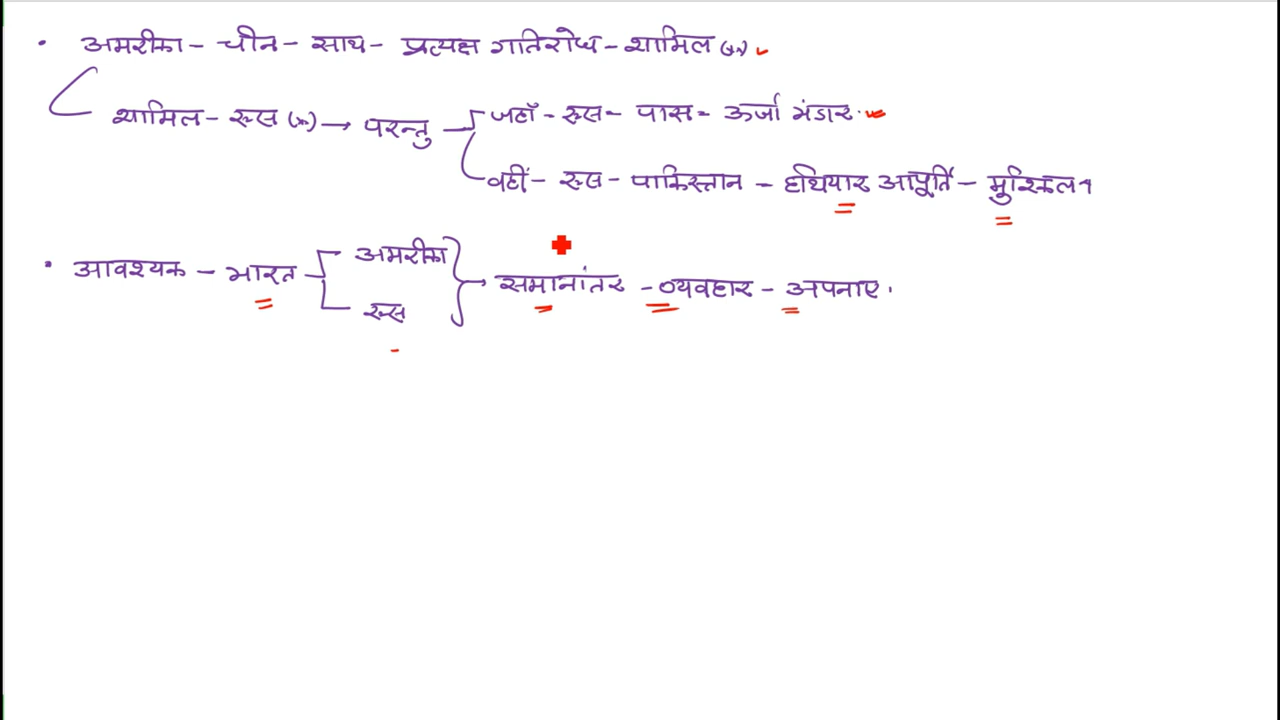 • अमरीका - चीन - साथ - प्रत्यक्ष गतिरोध - शामिल (x)
शामिल - रूस (x) → परन्तु
जहाँ - रूस - पास - ऊर्जा भंडार.
वहीं - रूस - पाकिस्तान - हथियार आपूर्ति - मुश्किल
• आवश्यक - भारत
अमरीका
रूस
→ समानांतर - व्यवहार - अपनाए.